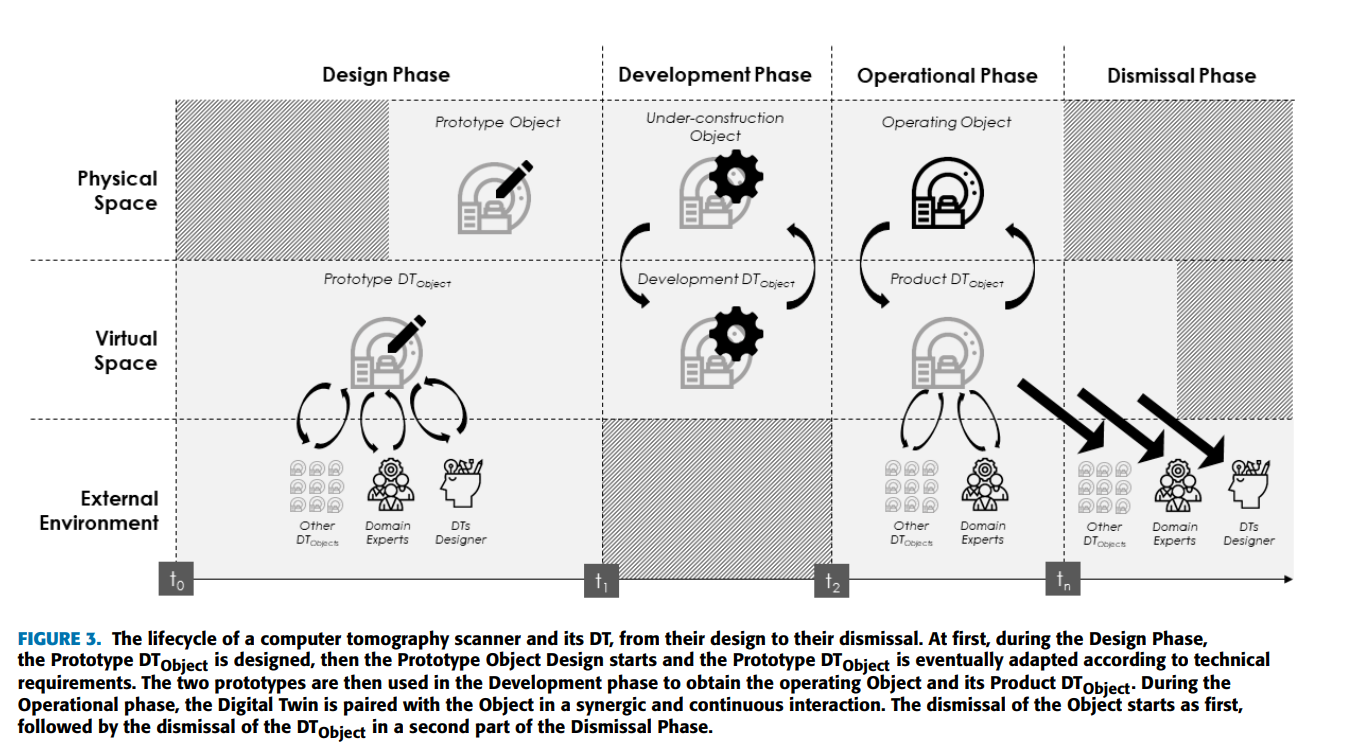 Design Phase
Development Phase
Operational Phase
Dismissal Phase
Physical
Space
Prototype Object
Under-construction
Object
Operating Object
Virtual
Space
Prototype DTObject
Development DTObject
Product DTObject
External
Environment
Other
DTObjects
Domain
Experts
DTs
Designer
Other
DTObjects
Domain
Experts
Other
DTObjects
Domain
Experts
DTs
Designer
t0
t1
t2
tn
FIGURE 3. The lifecycle of a computer tomography scanner and its DT, from their design to their dismissal. At first, during the Design Phase,
the Prototype DTObject is designed, then the Prototype Object Design starts and the Prototype DTObject is eventually adapted according to technical
requirements. The two prototypes are then used in the Development phase to obtain the operating Object and its Product DTObject. During the
Operational phase, the Digital Twin is paired with the Object in a synergic and continuous interaction. The dismissal of the Object starts as first,
followed by the dismissal of the DTObject in a second part of the Dismissal Phase.